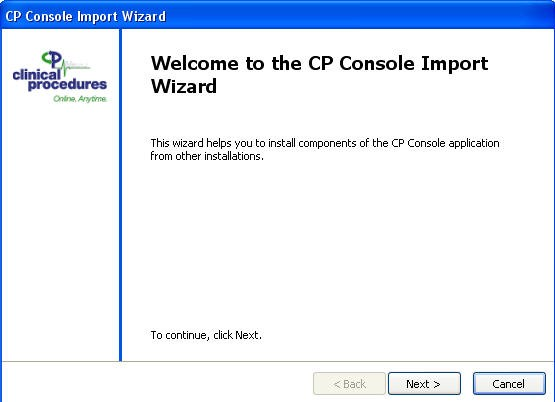 CP Console Import Wizard
CP
clinical
procedures
Online, Anytime.
Welcome to the CP Console Import
Wizard
This wizard helps you to install components of the CP Console application
from other installations.
To continue, click Next.
< Back Next > Cancel